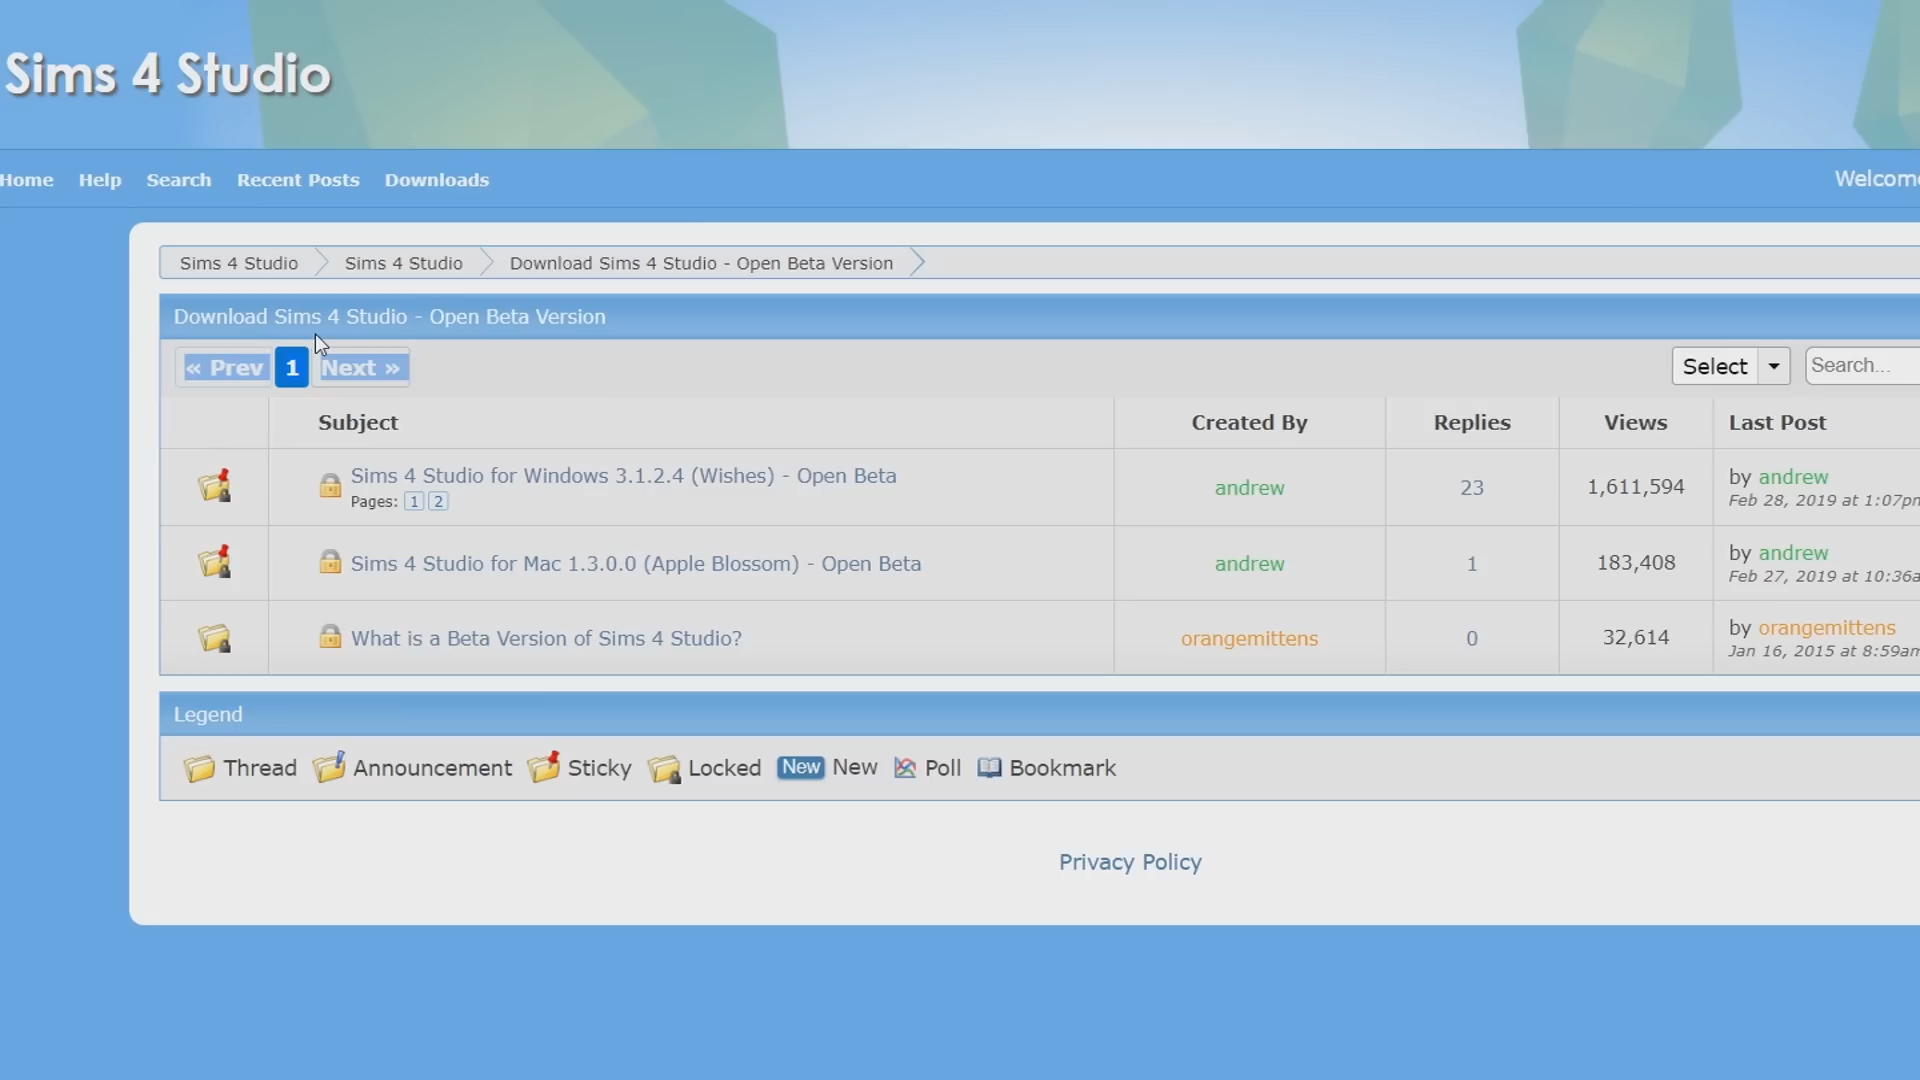 Sims 4 Studio
Home Help Search Recent Posts Downloads Welcome
Sims 4 Studio Sims 4 Studio Download Sims 4 Studio - Open Beta Version
Download Sims 4 Studio - Open Beta Version
« Prev 1 Next » Select Search...
Subject Created By Replies Views Last Post
Sims 4 Studio for Windows 3.1.2.4 (Wishes) - Open Beta andrew 23 1,611,594 by andrew
Pages: 1 2 Feb 28, 2019 at 1:07pm
Sims 4 Studio for Mac 1.3.0.0 (Apple Blossom) - Open Beta andrew 1 183,408 by andrew
Feb 27, 2019 at 10:36a
What is a Beta Version of Sims 4 Studio? orangemittens 0 32,614 by orangemittens
Jan 16, 2015 at 8:59am
Legend
Thread Announcement Sticky Locked New New Poll Bookmark
Privacy Policy